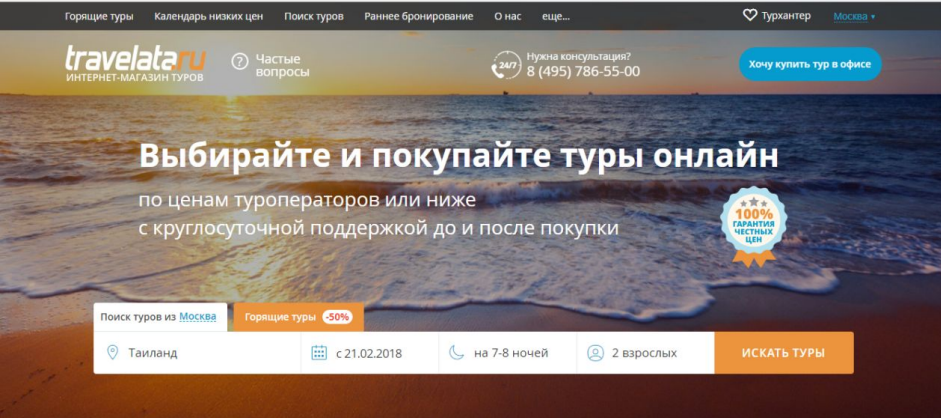 Горящие туры Календарь низких цен Поиск туров Раннее бронирование О нас еще... Турхантер Москва
travelata.ru
ИНТЕРНЕТ-МАГАЗИН ТУРОВ
? Частые
вопросы
24/7
Нужна консультация?
8 (495) 786-55-00
Хочу купить тур в офисе
Выбирайте и покупайте туры онлайн
по ценам туроператоров или ниже
с круглосуточной поддержкой до и после покупки
100%
ГАРАНТИЯ
ЧЕСТНЫХ
ЦЕН
Поиск туров из Москва Горящие туры -50%
Таиланд с 21.02.2018 на 7-8 ночей 2 взрослых ИСКАТЬ ТУРЫ